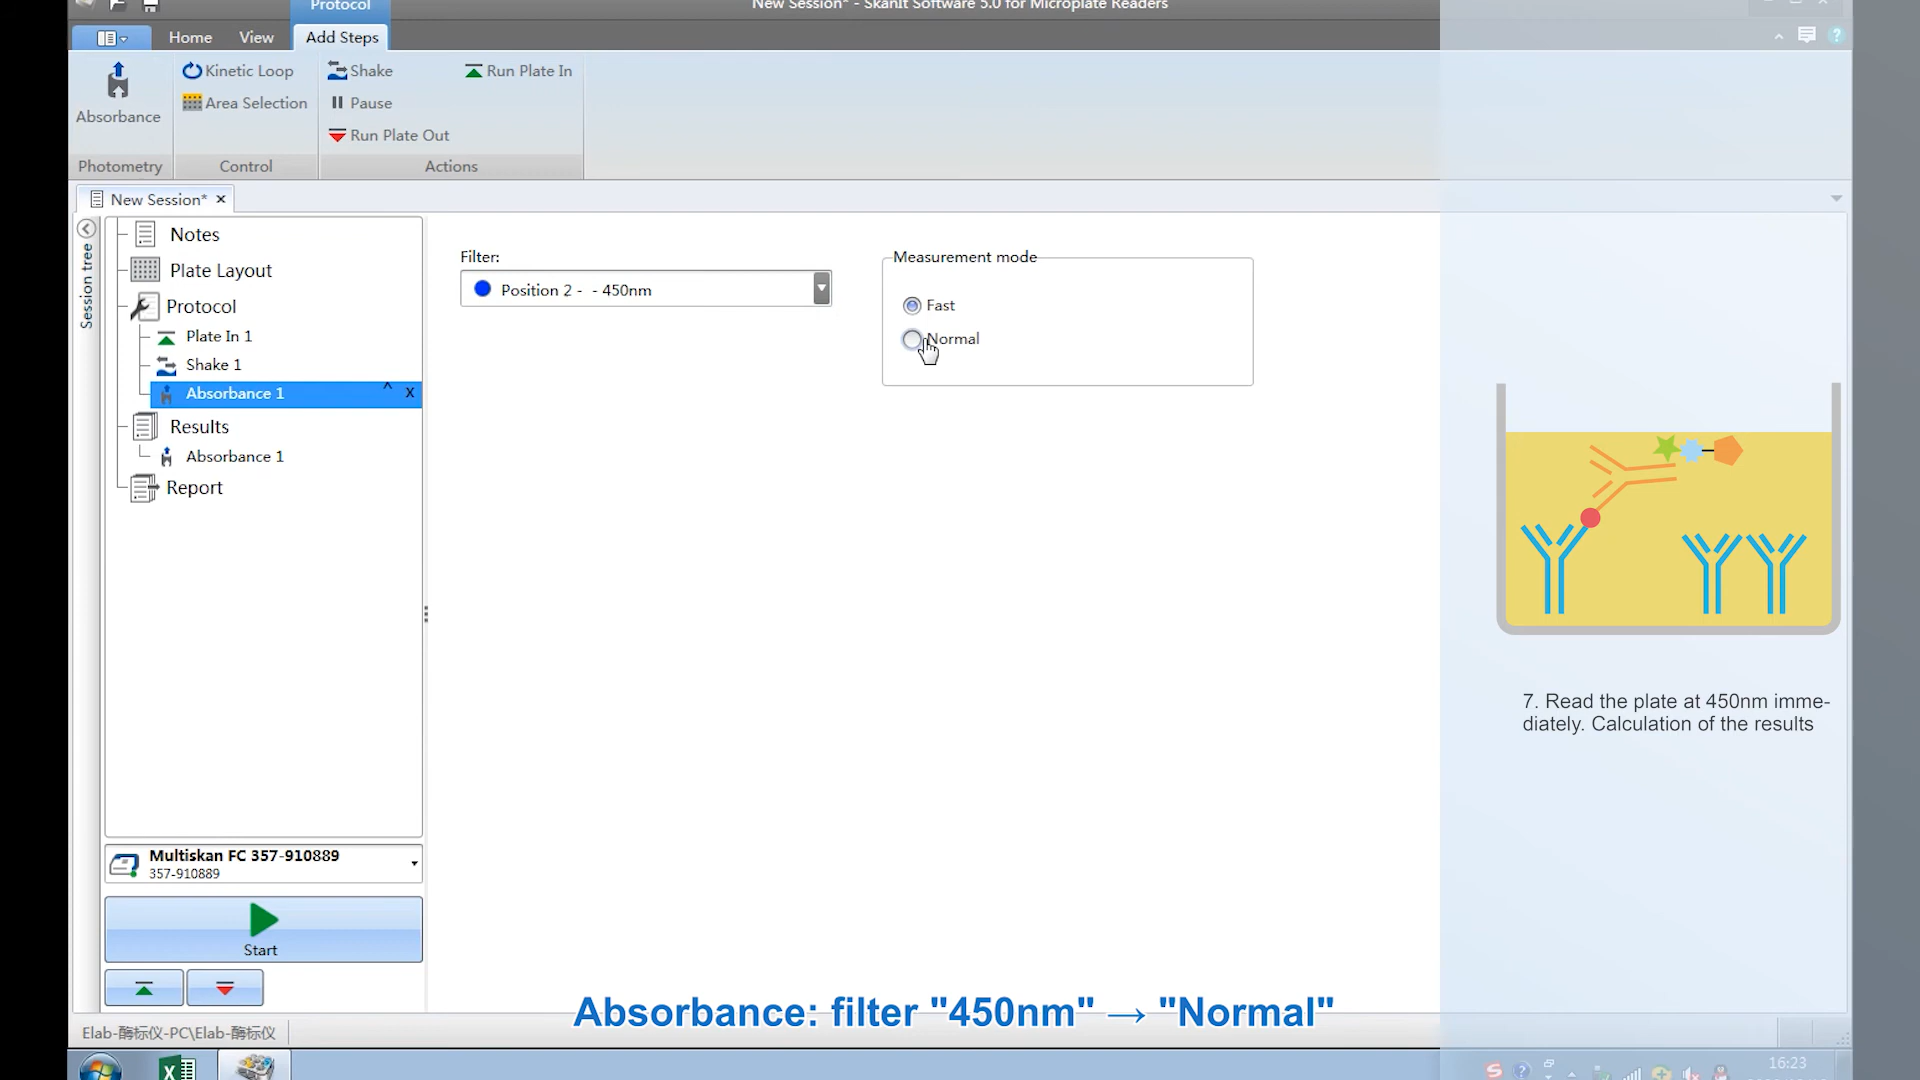 Protocol
New Session* - SkanIt Software 5.0 for Microplate Readers
Home
View
Add Steps
Absorbance
Photometry
Kinetic Loop
Area Selection
Control
Shake
Pause
Run Plate Out
Run Plate In
Actions
New Session*
Session tree
Notes
Plate Layout
Protocol
Plate In 1
Shake 1
Absorbance 1
Results
Absorbance 1
Report
Filter:
Position 2 -  - 450nm
Measurement mode
Fast
Normal
7. Read the plate at 450nm imme-
diately. Calculation of the results
Multiskan FC 357-910889
357-910889
Start
Absorbance: filter "450nm" → "Normal"
Elab-酶标仪-PC\Elab-酶标仪
16:23